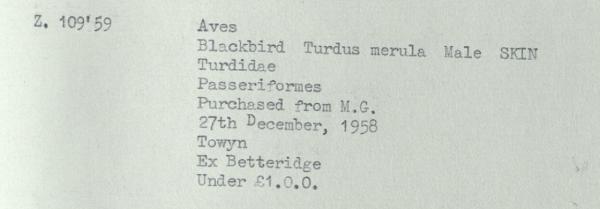 Z. 109'59 Aves
Blackbird Turdus merula Male SKIN
Turdidae
Passeriformes
Purchased from M.G.
27th December, 1958
Towyn
Ex Betteridge
Under £1.0.0.